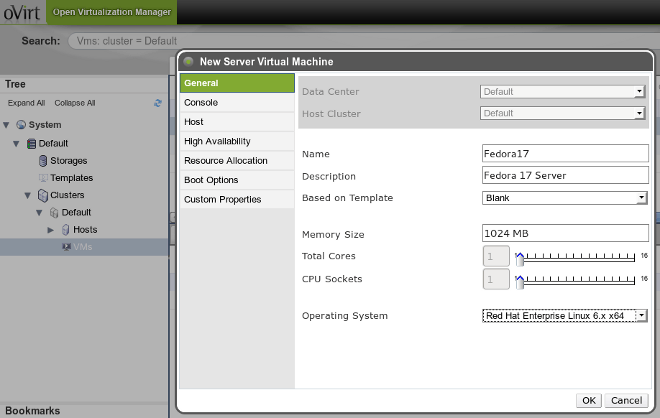 oVirt Open Virtualization Manager
Search: Vms: cluster = Default
New Server Virtual Machine
Tree
Expand All Collapse All
System
Default
Storages
Templates
Clusters
Default
Hosts
VMs
Bookmarks
General
Console
Host
High Availability
Resource Allocation
Boot Options
Custom Properties
Data Center Default
Host Cluster Default
Name Fedora17
Description Fedora 17 Server
Based on Template Blank
Memory Size 1024 MB
Total Cores 1 16
CPU Sockets 1 16
Operating System Red Hat Enterprise Linux 6.x x64
OK Cancel